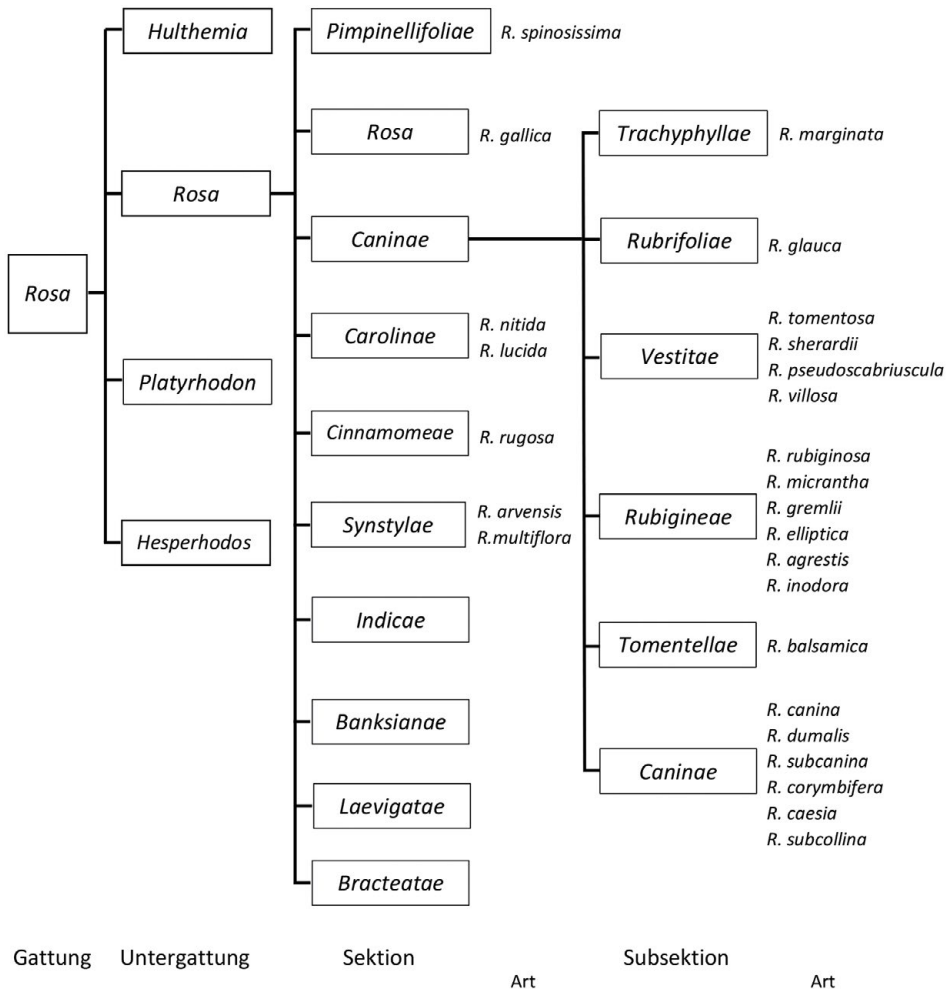 Hulthemia
Rosa
Platyrhodon
Hesperhodos
Rosa
Pimpinellifoliae
R. spinosissima
Rosa
R. gallica
Caninae
Carolinae
R. nitida
R. lucida
Cinnamomeae
R. rugosa
Synstylae
R. arvensis
R.multiflora
Indicae
Banksianae
Laevigatae
Bracteatae
Trachyphyllae
R. marginata
Rubrifoliae
R. glauca
Vestitae
R. tomentosa
R. sherardii
R. pseudoscabriuscula
R. villosa
Rubigineae
R. rubiginosa
R. micrantha
R. gremlii
R. elliptica
R. agrestis
R. inodora
Tomentellae
R. balsamica
Caninae
R. canina
R. dumalis
R. subcanina
R. corymbifera
R. caesia
R. subcollina
Gattung
Untergattung
Sektion
Art
Subsektion
Art